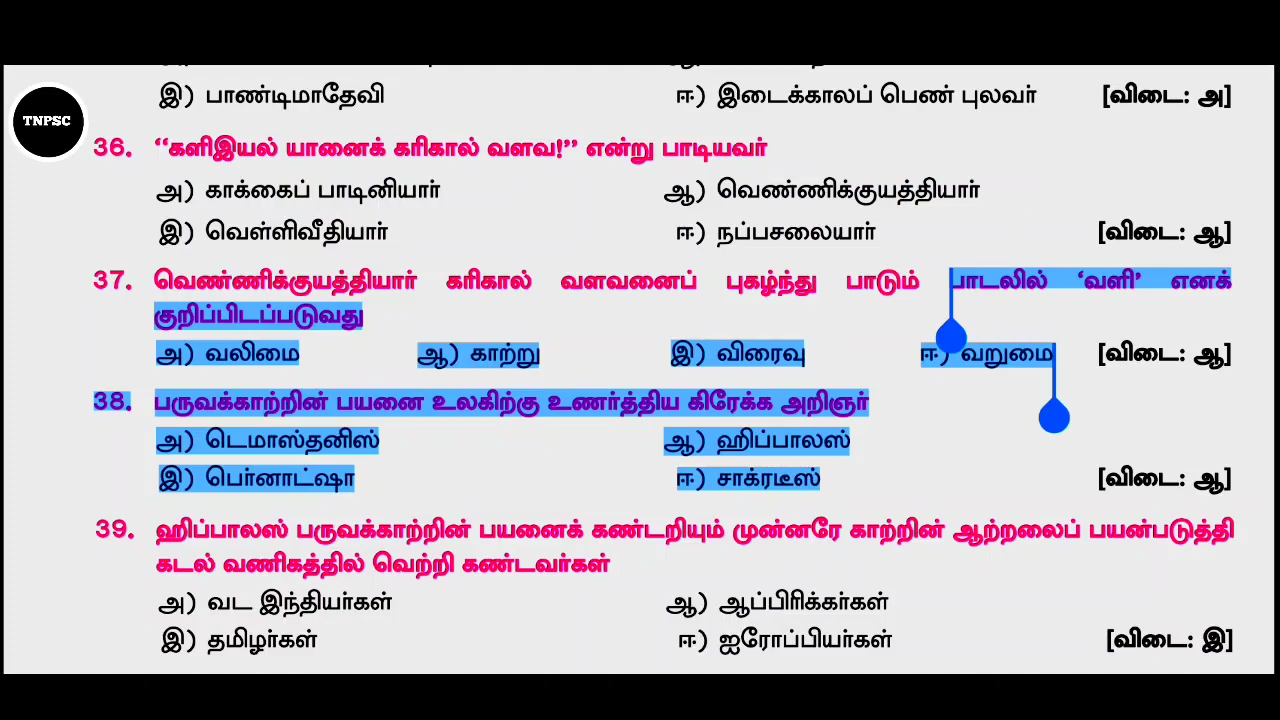 இ) பாண்டிமாதேவி ஈ) இடைக்காலப் பெண் புலவர் [விடை: அ]
TNPSC
36. “களிஇயல் யானைக் கரிகால் வளவ!” என்று பாடியவர்
அ) காக்கைப் பாடினியார் ஆ) வெண்ணிக்குயத்தியார்
இ) வெள்ளிவீதியார் ஈ) நப்பசலையார் [விடை: ஆ]
37. வெண்ணிக்குயத்தியார் கரிகால் வளவனைப் புகழ்ந்து பாடும் பாடலில் ‘வளி’ எனக்
குறிப்பிடப்படுவது
அ) வலிமை ஆ) காற்று இ) விரைவு ஈ) வறுமை [விடை: ஆ]
38. பருவக்காற்றின் பயனை உலகிற்கு உணர்த்திய கிரேக்க அறிஞர்
அ) டெமாஸ்தனிஸ் ஆ) ஹிப்பாலஸ்
இ) பெர்னாட்ஷா ஈ) சாக்ரடீஸ் [விடை: ஆ]
39. ஹிப்பாலஸ் பருவக்காற்றின் பயனைக் கண்டறியும் முன்னரே காற்றின் ஆற்றலைப் பயன்படுத்தி
கடல் வணிகத்தில் வெற்றி கண்டவர்கள்
அ) வட இந்தியர்கள் ஆ) ஆப்பிரிக்கர்கள்
இ) தமிழர்கள் ஈ) ஐரோப்பியர்கள் [விடை: இ]